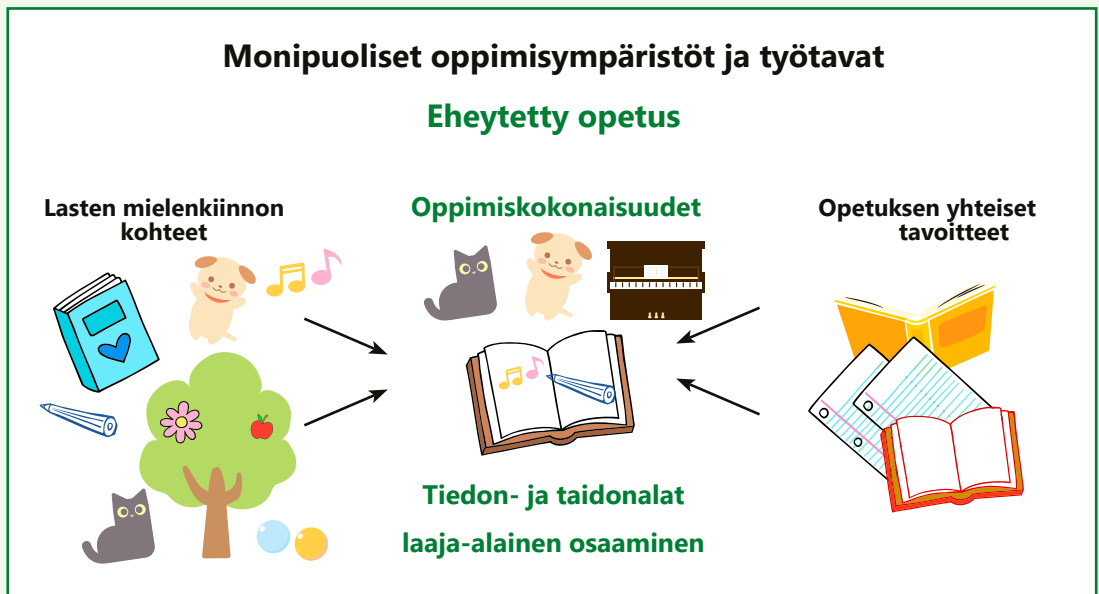 Monipuoliset oppimisympäristöt ja työtavat
Eheytetty opetus
Lasten mielenkiinnon
kohteet
Oppimiskokonaisuudet
Opetuksen yhteiset
tavoitteet
Tiedon- ja taidonalat
laaja-alainen osaaminen